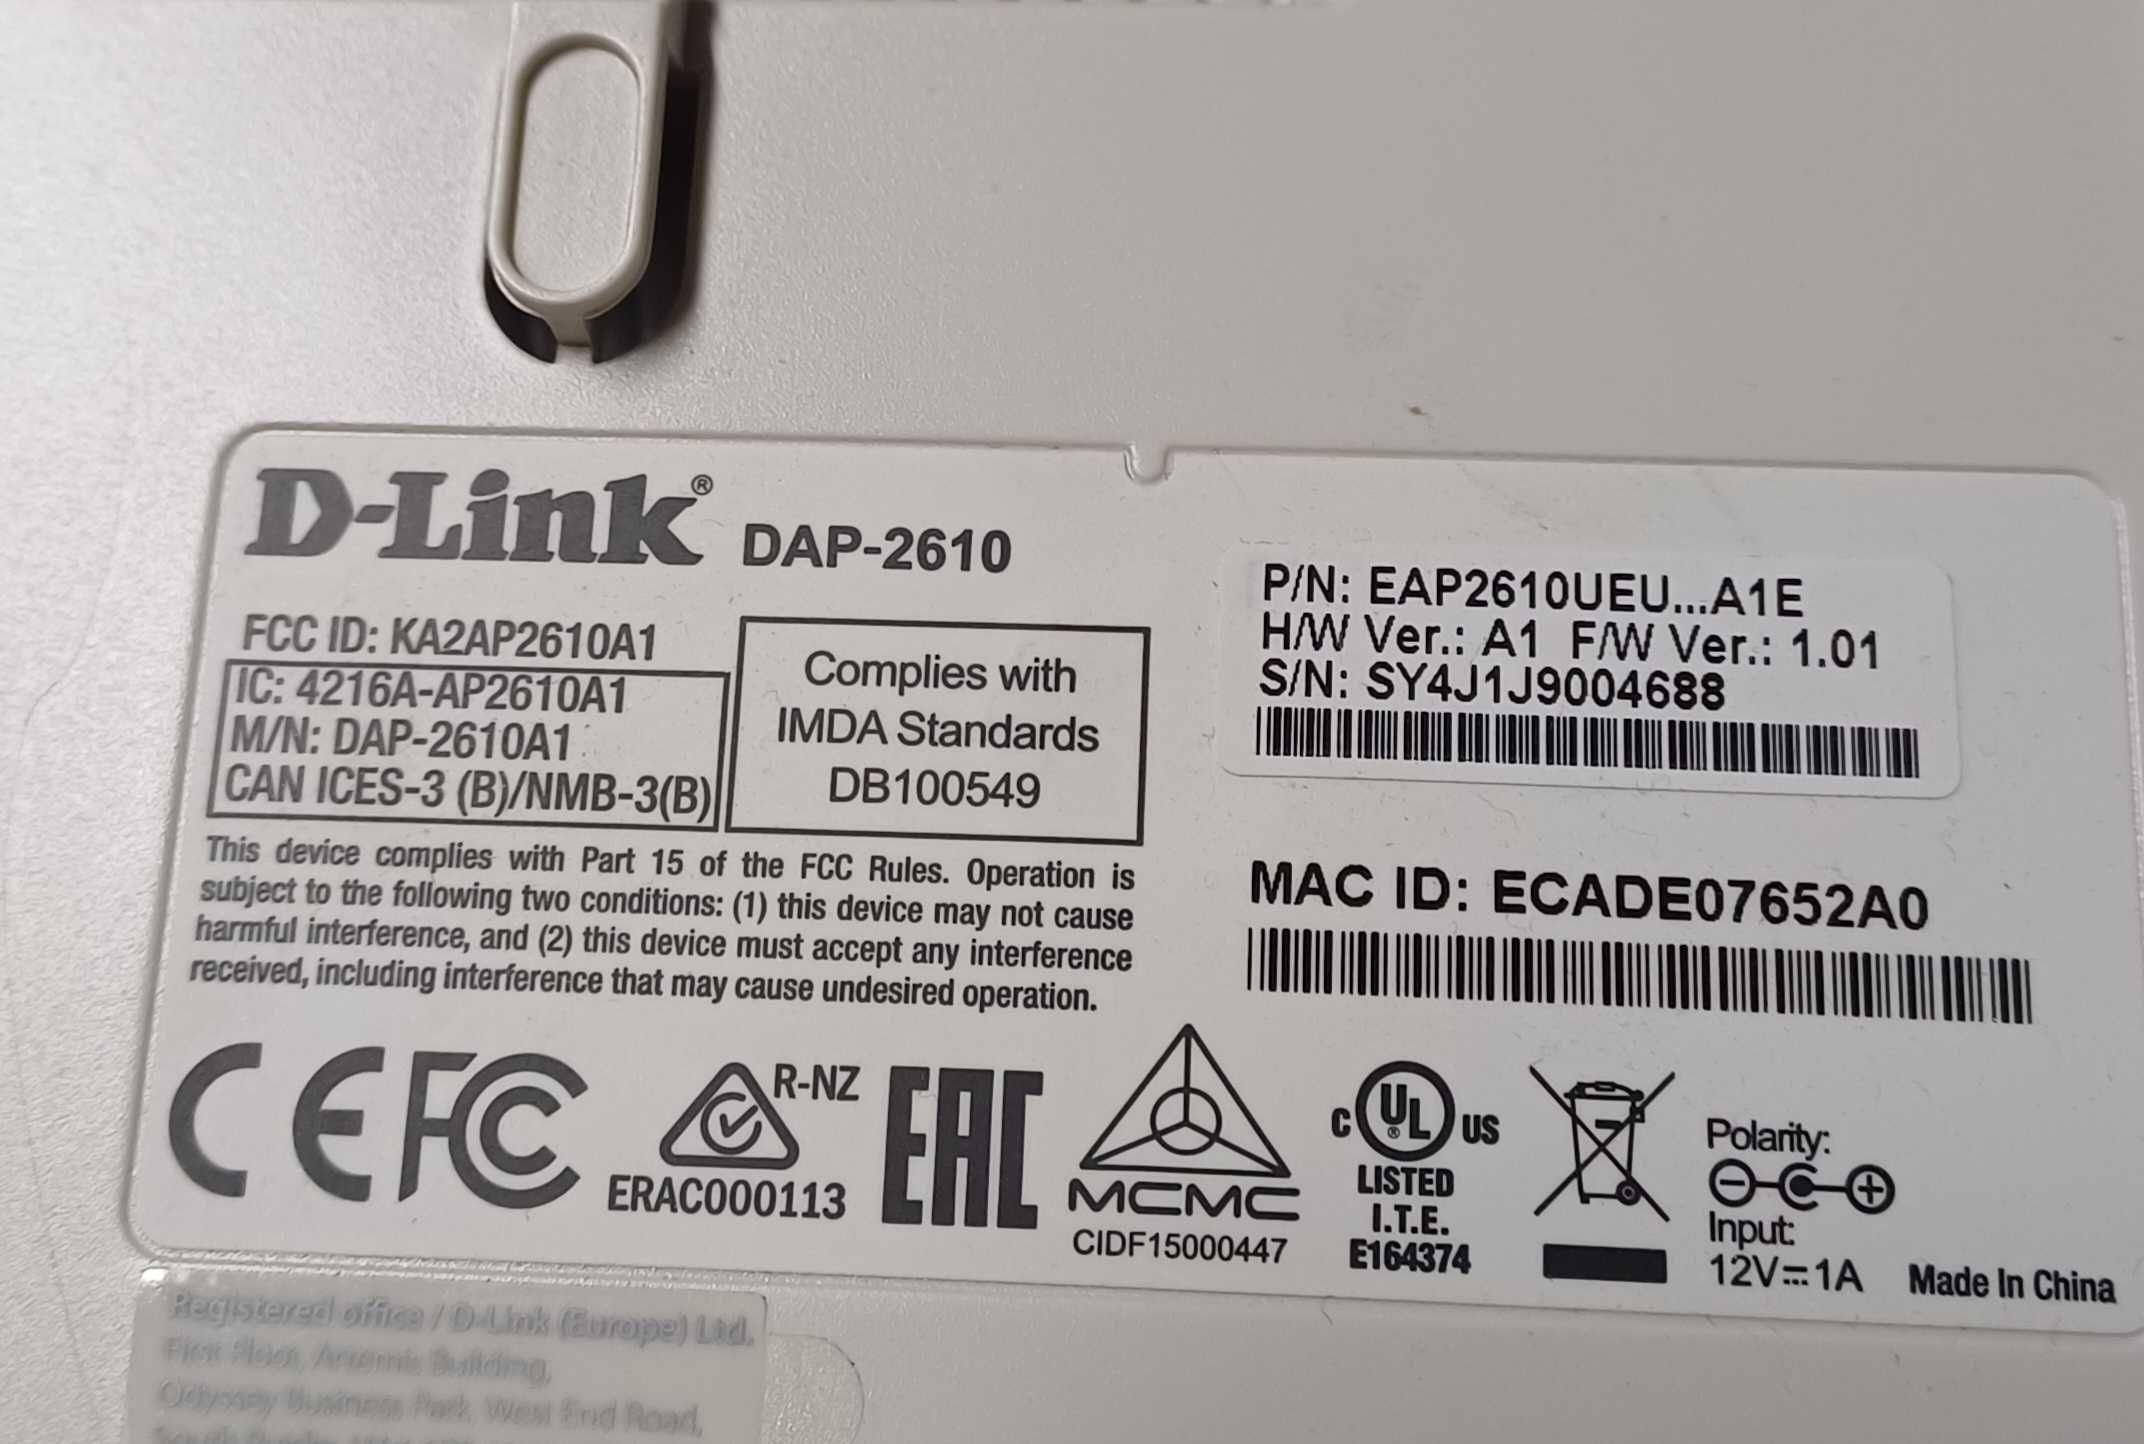 D-Link® DAP-2610
FCC ID: KA2AP2610A1
IC: 4216A-AP2610A1
M/N: DAP-2610A1
CAN ICES-3 (B)/NMB-3(B)
Complies with
IMDA Standards
DB100549
P/N: EAP2610UEU...A1E
H/W Ver.: A1 F/W Ver.: 1.01
S/N: SY4J1J9004688
MAC ID: ECADE07652A0
This device complies with Part 15 of the FCC Rules. Operation is
subject to the following two conditions: (1) this device may not cause
harmful interference, and (2) this device must accept any interference
received, including interference that may cause undesired operation.
CE FC
R-NZ
ERAC000113
EAC
MCMC
CIDF15000447
C UL® US
LISTED
I.T.E.
E164374
Polarity:
Input:
12V⎓1A
Made In China
Registered office / D-Link (Europe) Ltd.
First Floor, Artemis Building,
Odyssey Business Park, West End Road,